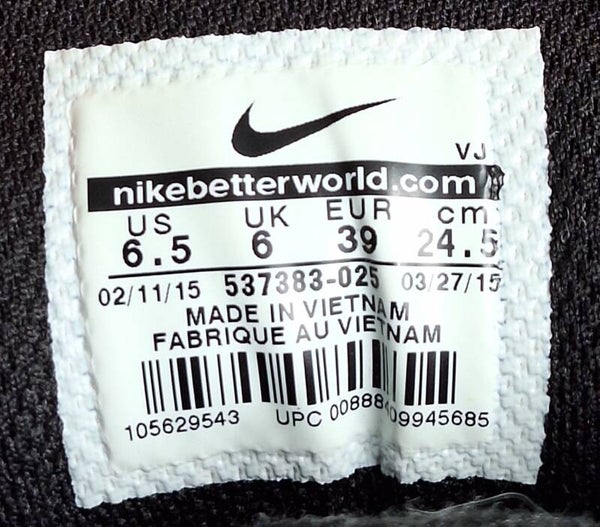 VJ
nikebetterworld.com
US UK EUR cm
6.5 6 39 24.5
02/11/15 537383-025 03/27/15
MADE IN VIETNAM
FABRIQUE AU VIETNAM
105629543 UPC